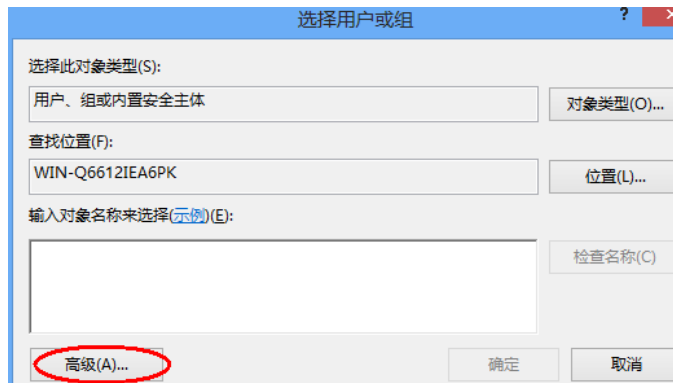 选择用户或组 ?
选择此对象类型(S):
用户、组或内置安全主体
对象类型(O)...
查找位置(F):
WIN-Q6612IEA6PK
位置(L)...
输入对象名称来选择(示例)(E):
检查名称(C)
高级(A)...
确定
取消